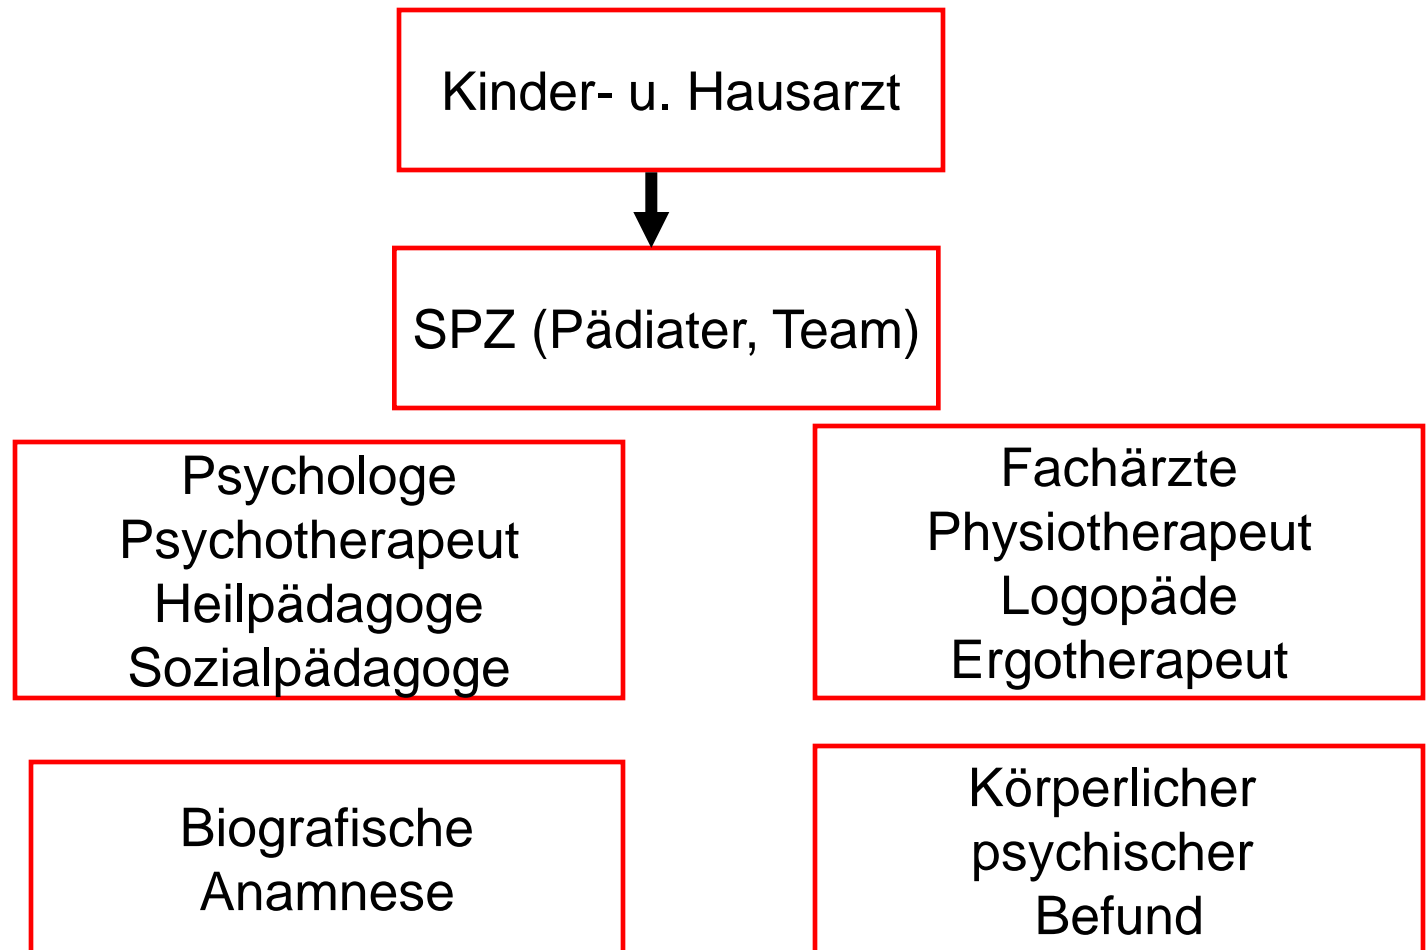 Kinder- u. Hausarzt
SPZ (Pädiater, Team)
Psychologe
Psychotherapeut
Heilpädagoge
Sozialpädagoge
Fachärzte
Physiotherapeut
Logopäde
Ergotherapeut
Biografische
Anamnese
Körperlicher
psychischer
Befund